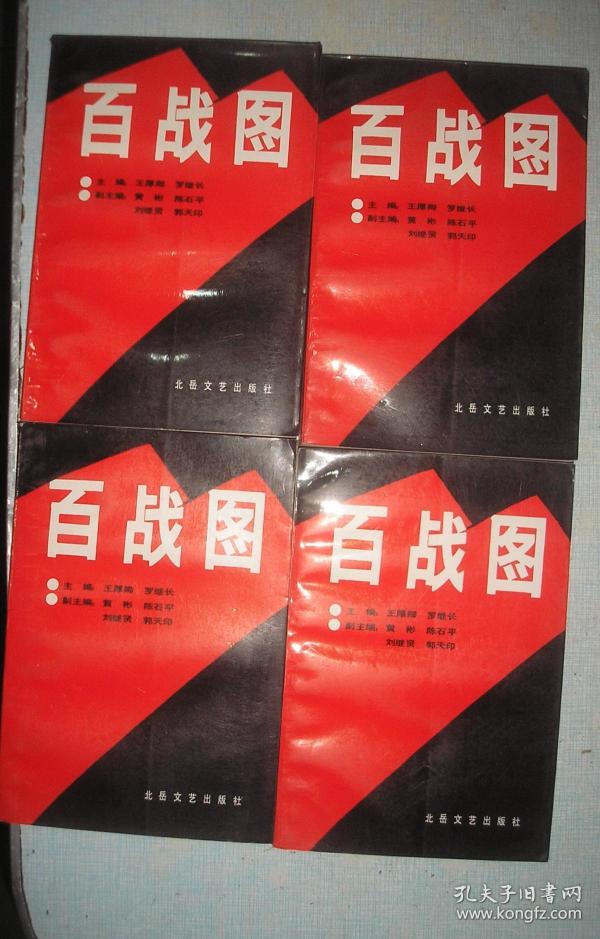 百战图
主编：王厚卿 罗继长
副主编：黄彬 陈石平
刘继贤 郭天印
北岳文艺出版社
百战图
主编：王厚卿 罗继长
副主编：黄彬 陈石平
刘继贤 郭天印
北岳文艺出版社
百战图
主编：王厚卿 罗继长
副主编：黄彬 陈石平
刘继贤 郭天印
北岳文艺出版社
百战图
主编：王厚卿 罗继长
副主编：黄彬 陈石平
刘继贤 郭天印
北岳文艺出版社
孔夫子旧書网
www.kongfz.com